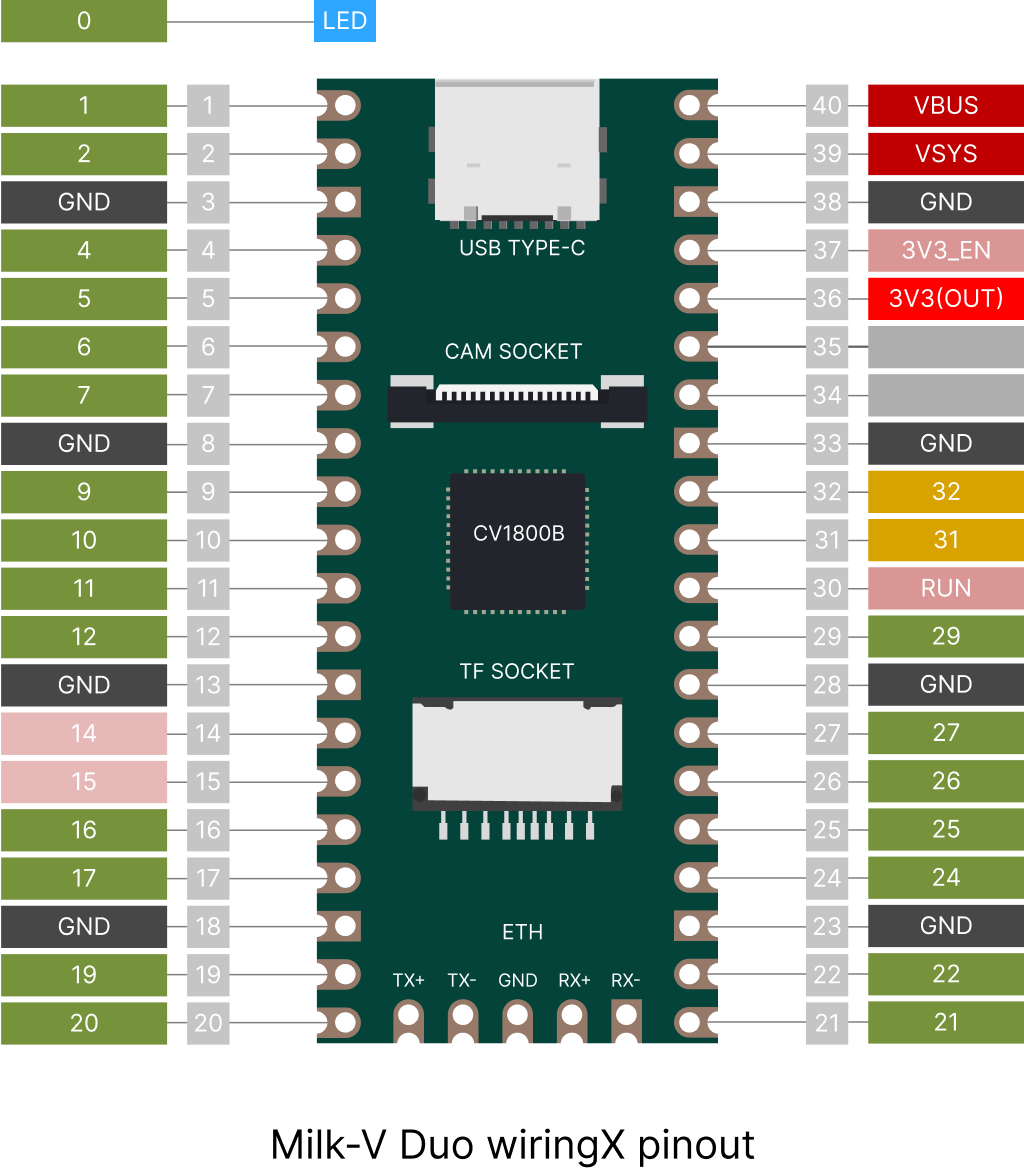 0 LED
1 1 40 VBUS
2 2 39 VSYS
GND 3 38 GND
USB TYPE-C
4 4 37 3V3_EN
5 5 36 3V3(OUT)
6 6 35
CAM SOCKET
7 7 34
GND 8 33 GND
9 9 32 32
CV1800B
10 10 31 31
11 11 30 RUN
12 12 29 29
TF SOCKET
GND 13 28 GND
14 14 27 27
15 15 26 26
16 16 25 25
17 17 24 24
GND 18 23 GND
ETH
19 19 22 22
TX+ TX- GND RX+ RX-
20 20 21 21
Milk-V Duo wiringX pinout